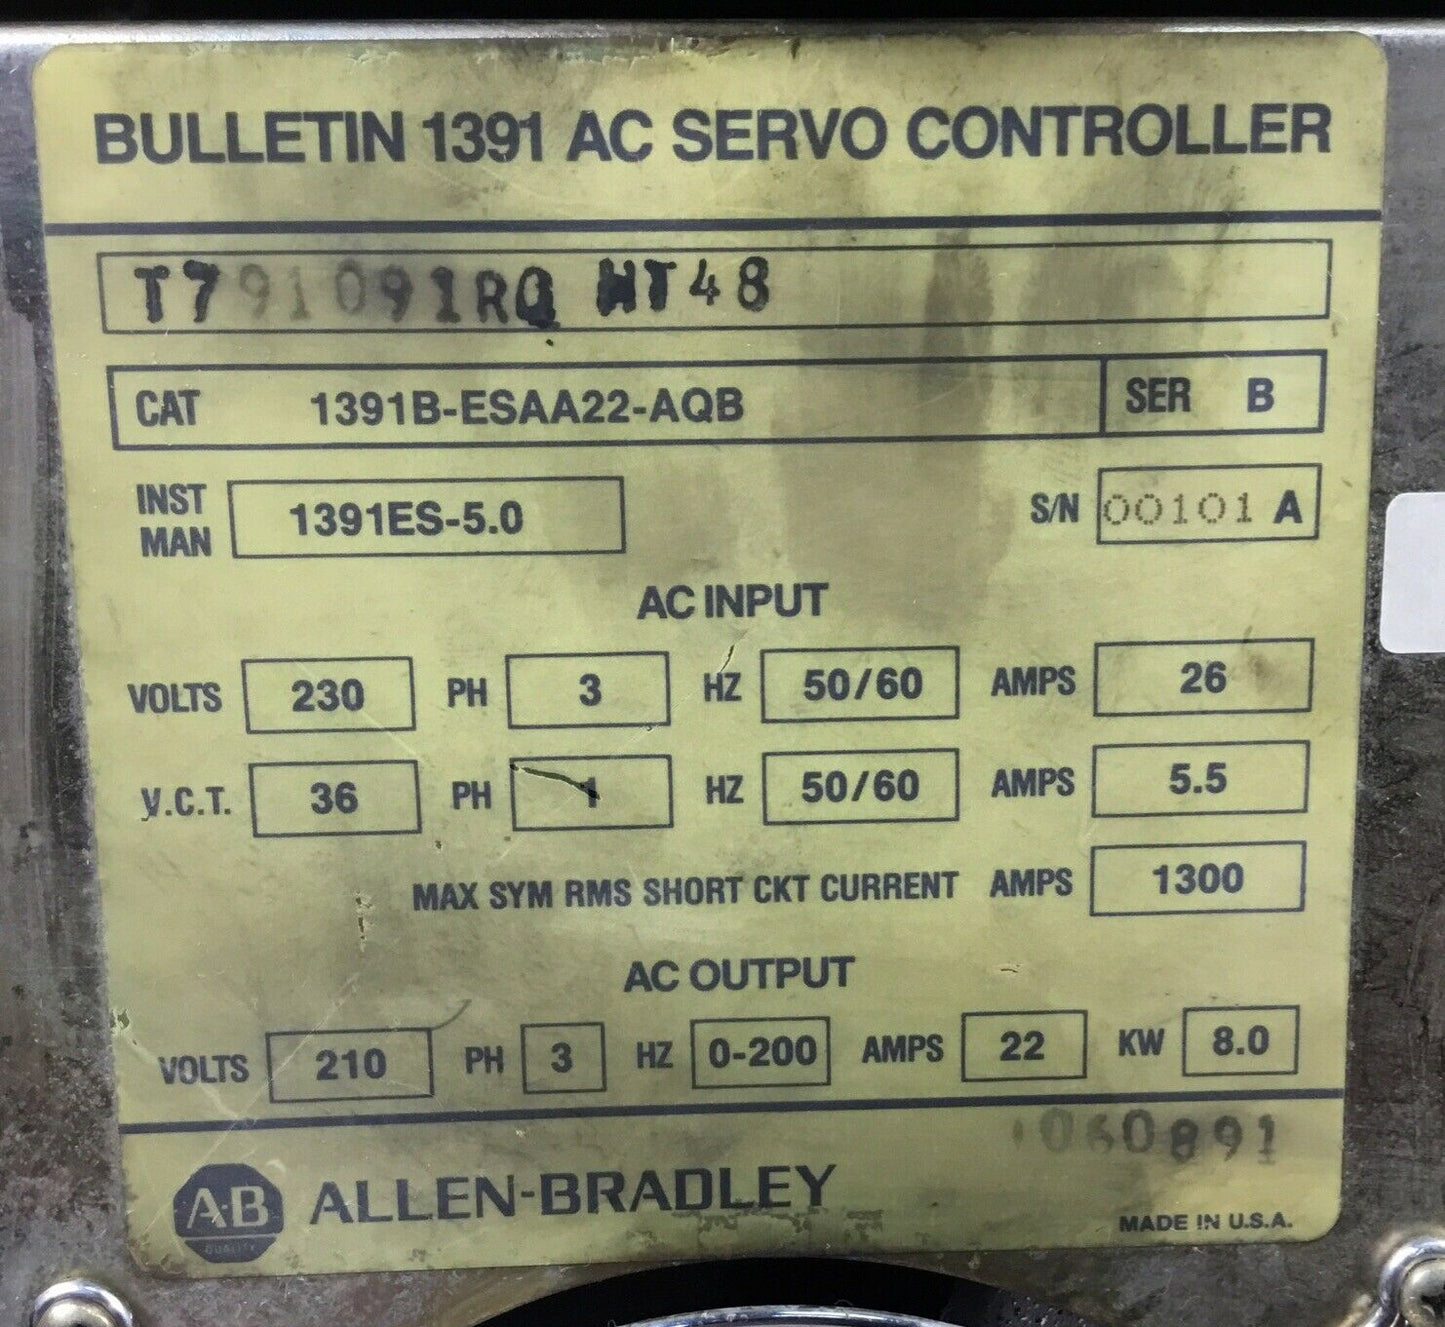 BULLETIN 1391 AC SERVO CONTROLLER
T791091RQ HT48
CAT 1391B-ESAA22-AQB SER B
INST MAN 1391ES-5.0 S/N 00101 A
AC INPUT
VOLTS 230 PH 3 HZ 50/60 AMPS 26
V.C.T. 36 PH 1 HZ 50/60 AMPS 5.5
MAX SYM RMS SHORT CKT CURRENT AMPS 1300
AC OUTPUT
VOLTS 210 PH 3 HZ 0-200 AMPS 22 KW 8.0
060891
A·B ALLEN-BRADLEY
QUALITY
MADE IN U.S.A.